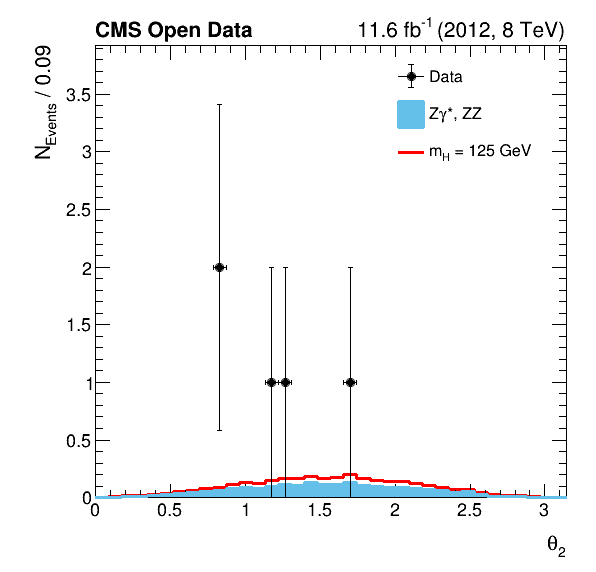 CMS Open Data 11.6 fb⁻¹ (2012, 8 TeV)
N_Events / 0.09
Data
Zγ*, ZZ
m_H = 125 GeV
3.5
3
2.5
2
1.5
1
0.5
0
0 0.5 1 1.5 2 2.5 3
θ₂